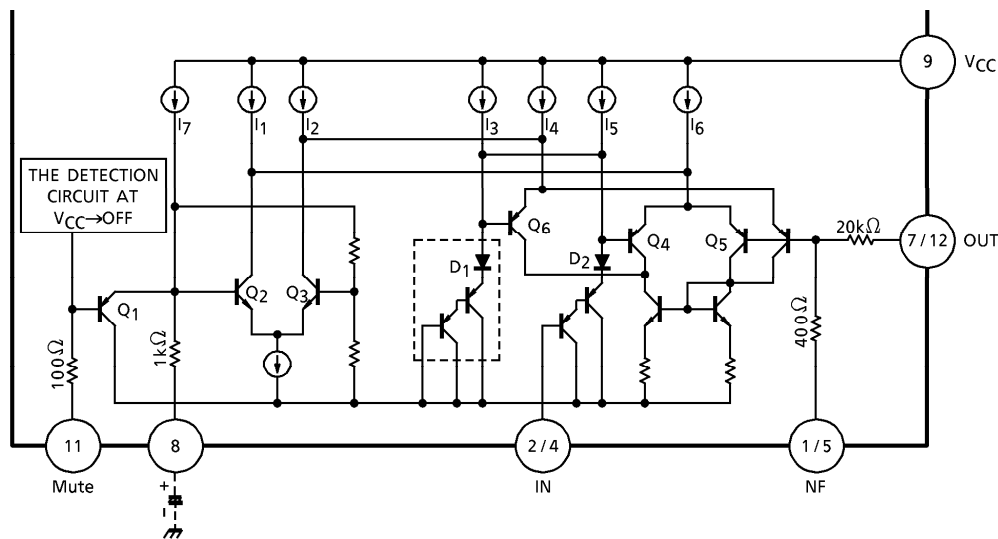 9
VCC
I7
I1
I2
I3
I4
I5
I6
THE DETECTION
CIRCUIT AT
VCC→OFF
Q6
Q4
Q5
20kΩ
7 / 12
OUT
D1
D2
Q1
Q2
Q3
100Ω
1kΩ
400Ω
11
8
2 / 4
1 / 5
Mute
+
IN
NF